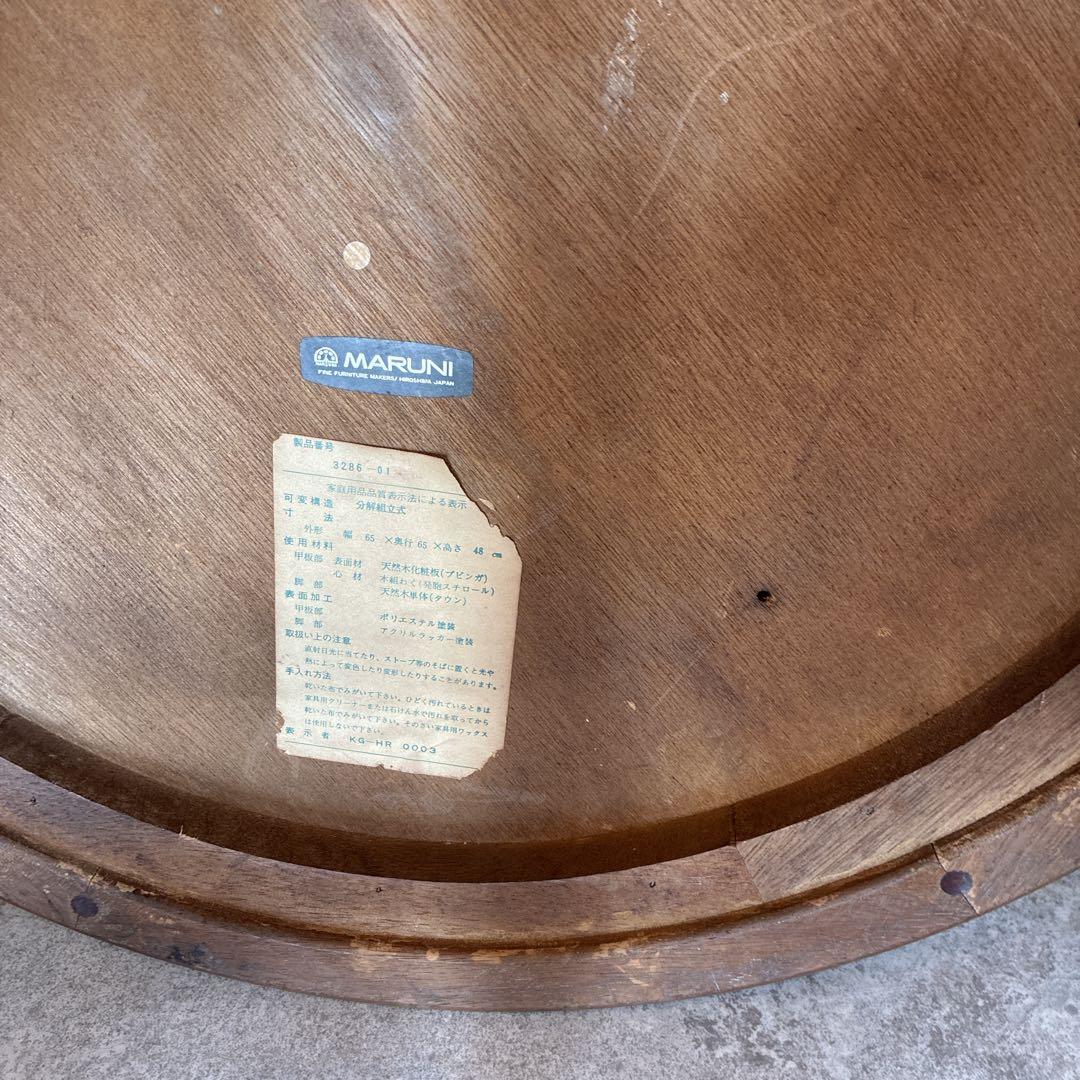 MARUNI
FINE FURNITURE MAKERS/HIROSHIMA JAPAN
製品番号
3286-01
家庭用品品質表示法による表示
可変構造 分解組立式
寸法
外形 幅 65 ×奥行 65 ×高さ 48 cm
使用材料
甲板部 表面材 天然木化粧板(ブビンガ)
心材 木組わく(発胞スチロール)
脚部 天然木単体(タウン)
表面加工
甲板部 ポリエステル塗装
脚部 アクリルラッカー塗装
取扱い上の注意
直射日光に当てたり、ストーブ等のそばに置くと光や
熱によって変色したり変形したりすることがあります。
手入れ方法
乾いた布でみがいて下さい。ひどく汚れているときは
家具用クリーナーまたは石けん水で汚れを取ってから
乾いた布でみがいて下さい。そのさい家具用ワックス
は使用しないで下さい。
表示者 KG-HR 0003